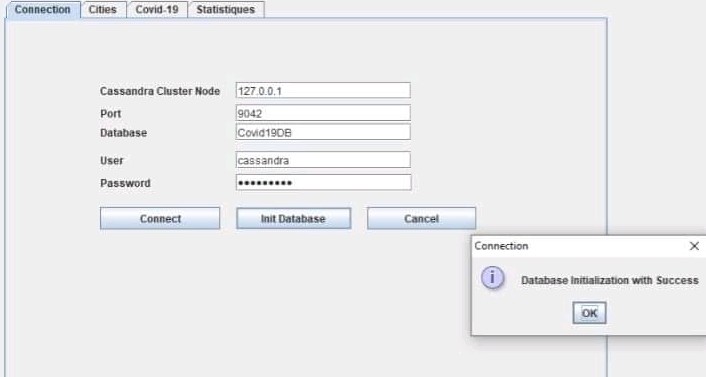 Connection Cities Covid-19 Statistiques
Cassandra Cluster Node 127.0.0.1
Port 9042
Database Covid19DB
User cassandra
Password •••••••••
Connect Init Database Cancel
Connection
Database Initialization with Success
OK